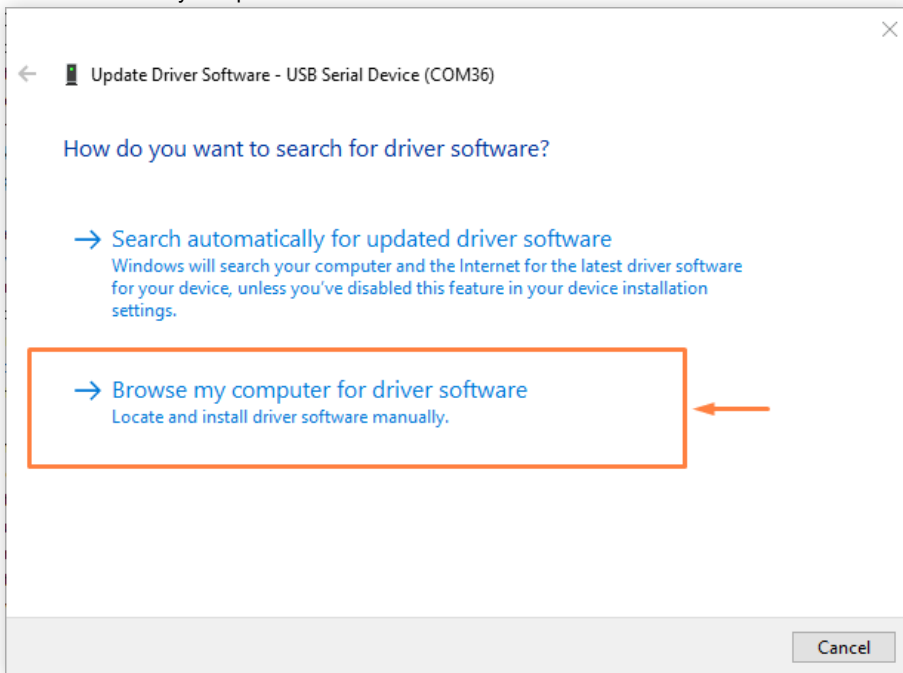 Update Driver Software - USB Serial Device (COM36)
How do you want to search for driver software?
Search automatically for updated driver software
Windows will search your computer and the Internet for the latest driver software
for your device, unless you've disabled this feature in your device installation
settings.
Browse my computer for driver software
Locate and install driver software manually.
Cancel